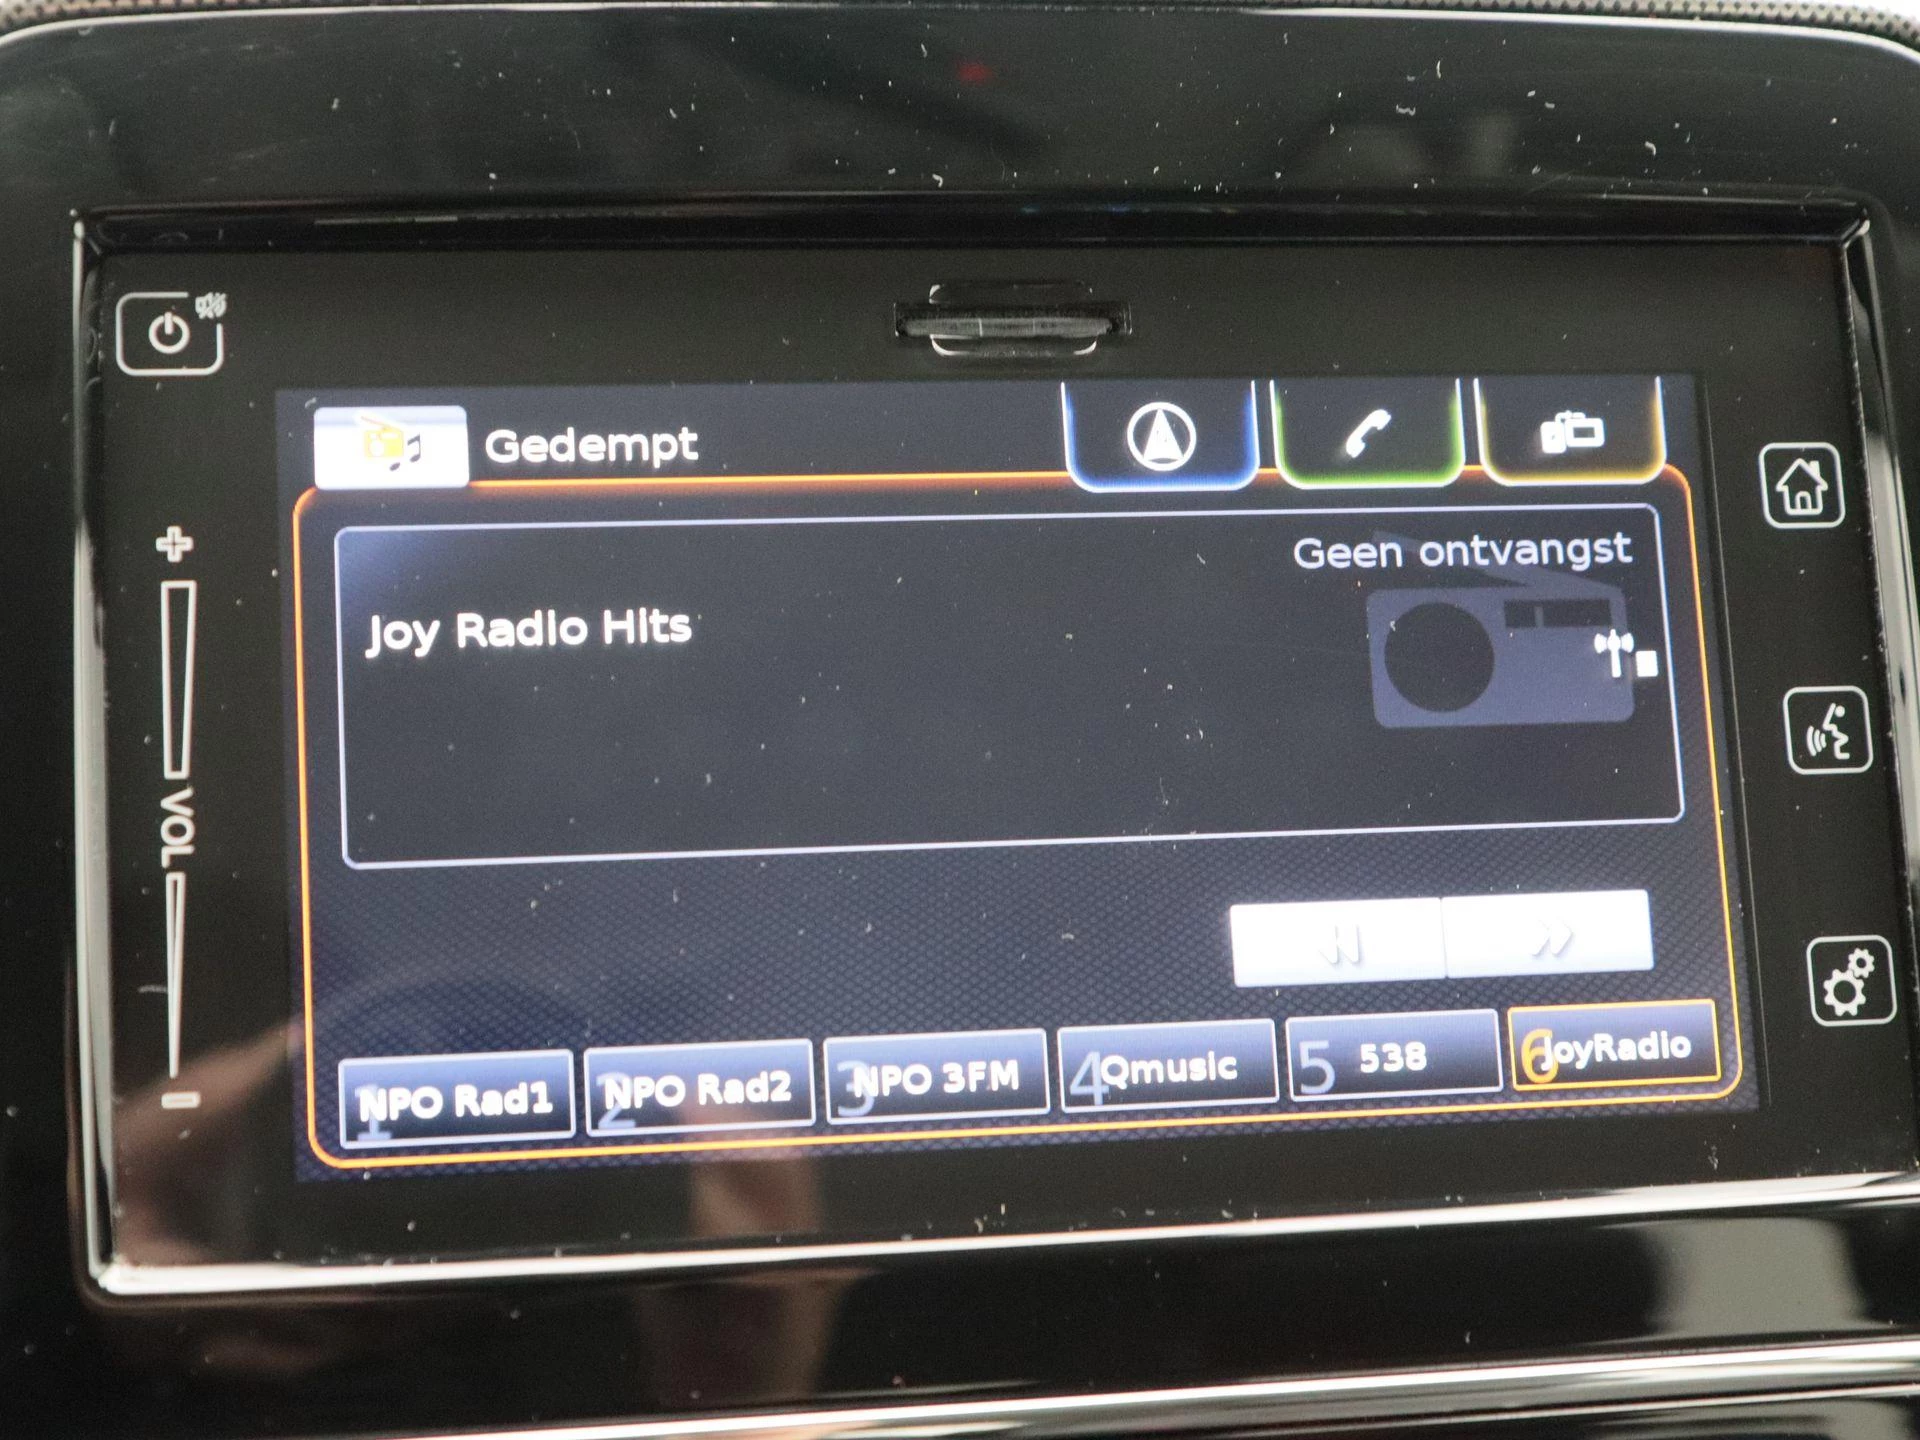 Gedempt
Geen ontvangst
Joy Radio Hits
VOL
1 NPO Rad1
2 NPO Rad2
3 NPO 3FM
4 Qmusic
5 538
6 JoyRadio